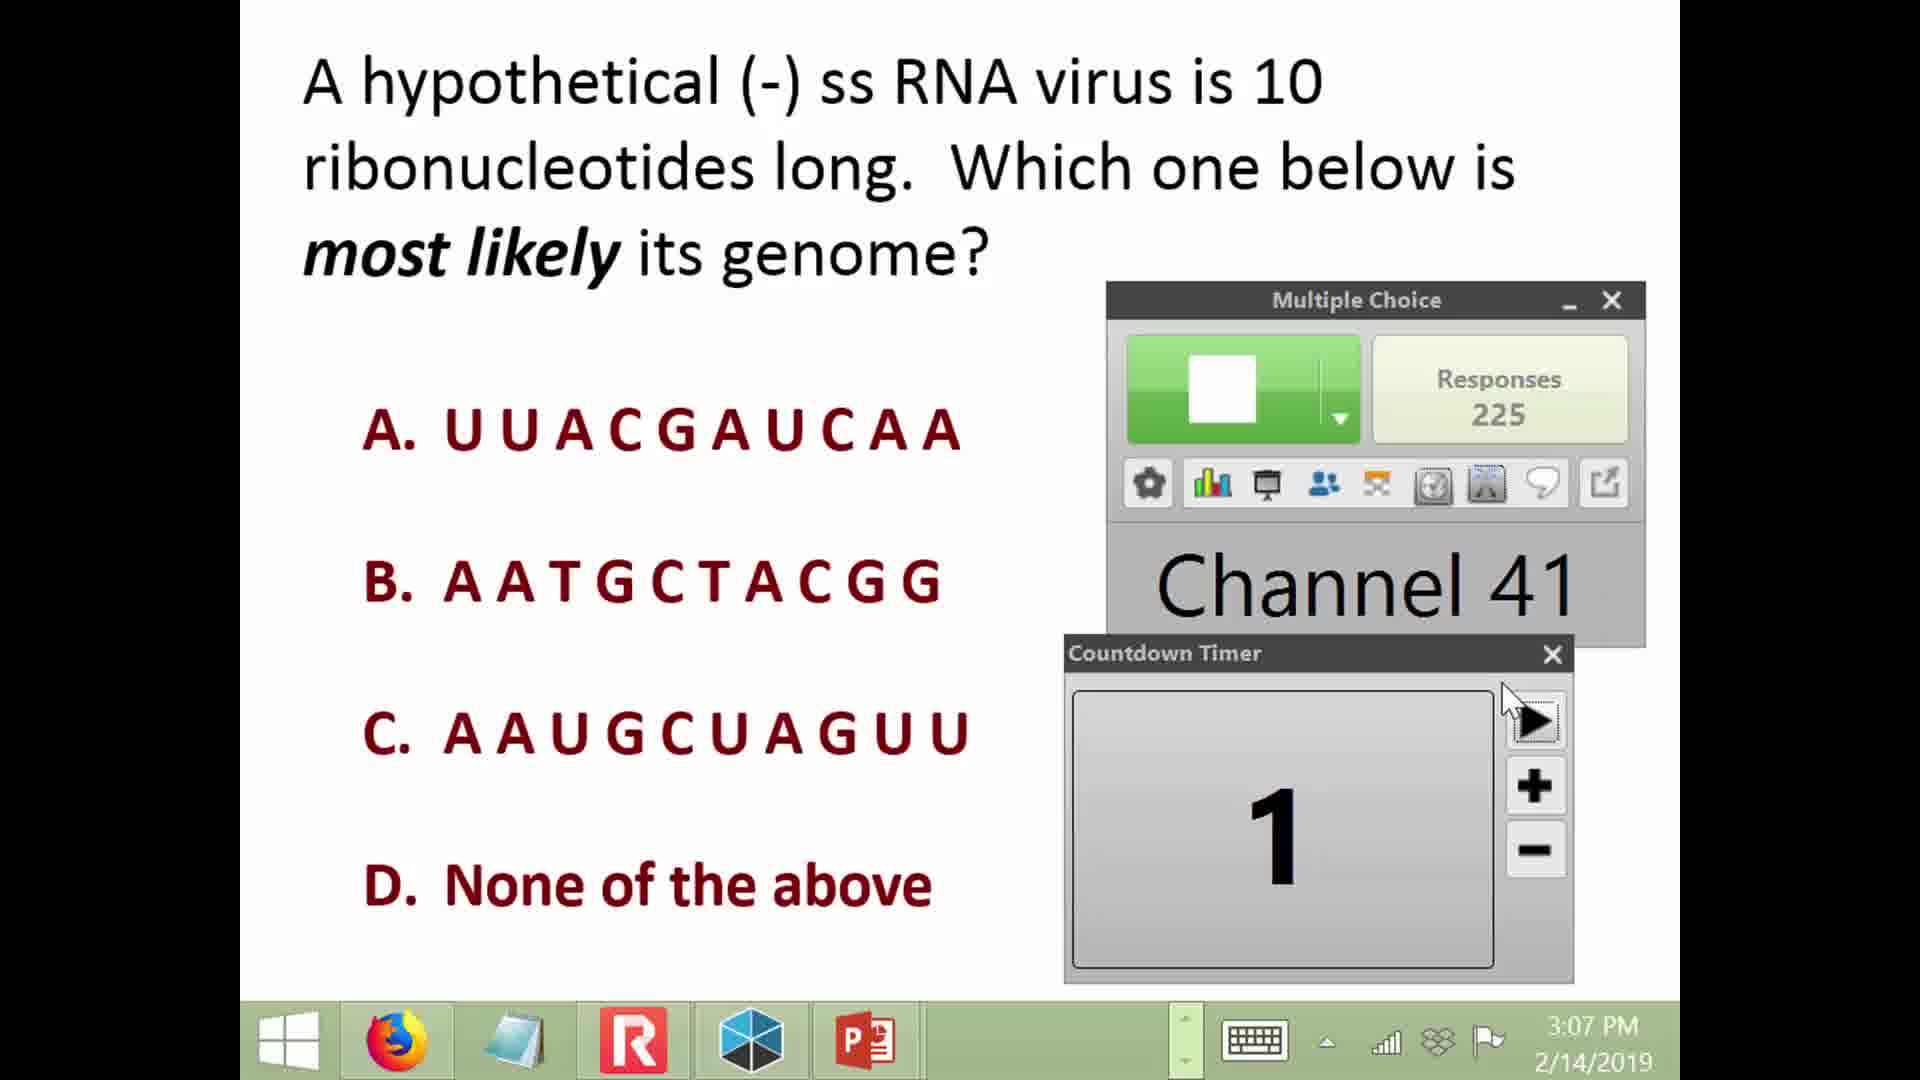 A hypothetical (-) ss RNA virus is 10
ribonucleotides long.  Which one below is
most likely its genome?
Multiple Choice
Responses
225
A. U U A C G A U C A A
B. A A T G C T A C G G
Channel 41
Countdown Timer
C. A A U G C U A G U U
1
D. None of the above
3:07 PM
2/14/2019